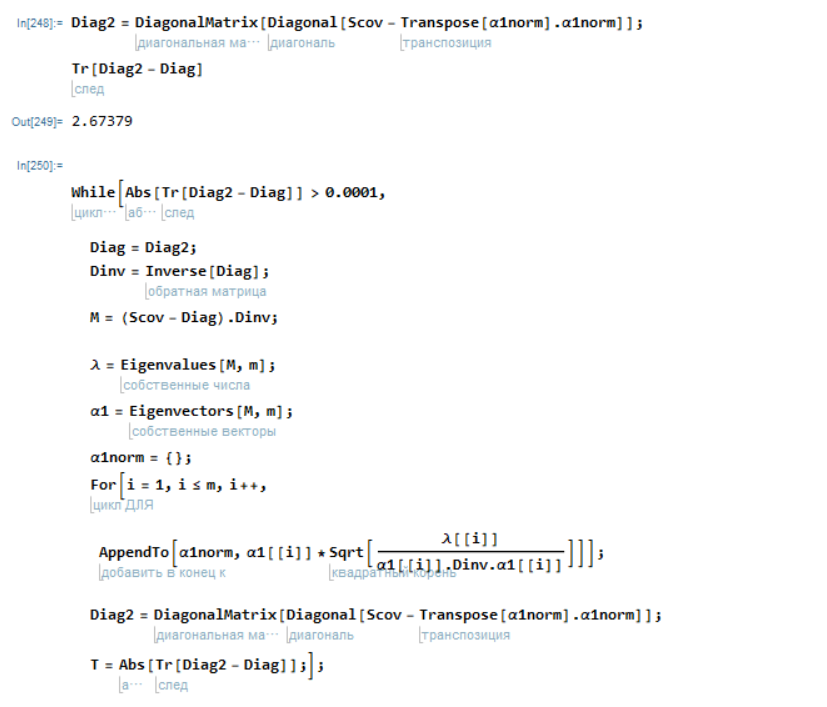 In[248]:= Diag2 = DiagonalMatrix[Diagonal[Scov - Transpose[α1norm].α1norm]];
диагональная ма⋯ диагональ транспозиция
Tr[Diag2 - Diag]
след
Out[249]= 2.67379
In[250]:=
While[Abs[Tr[Diag2 - Diag]] > 0.0001,
цикл⋯ аб⋯ след
Diag = Diag2;
Dinv = Inverse[Diag];
обратная матрица
M = (Scov - Diag).Dinv;
λ = Eigenvalues[M, m];
собственные числа
α1 = Eigenvectors[M, m];
собственные векторы
α1norm = {};
For[i = 1, i ≤ m, i++,
цикл ДЛЯ
λ[[i]]
AppendTo[α1norm, α1[[i]] * Sqrt[ ]]];
α1[[i]].Dinv.α1[[i]]
добавить в конец к квадратный корень
Diag2 = DiagonalMatrix[Diagonal[Scov - Transpose[α1norm].α1norm]];
диагональная ма⋯ диагональ транспозиция
T = Abs[Tr[Diag2 - Diag]];];
а⋯ след